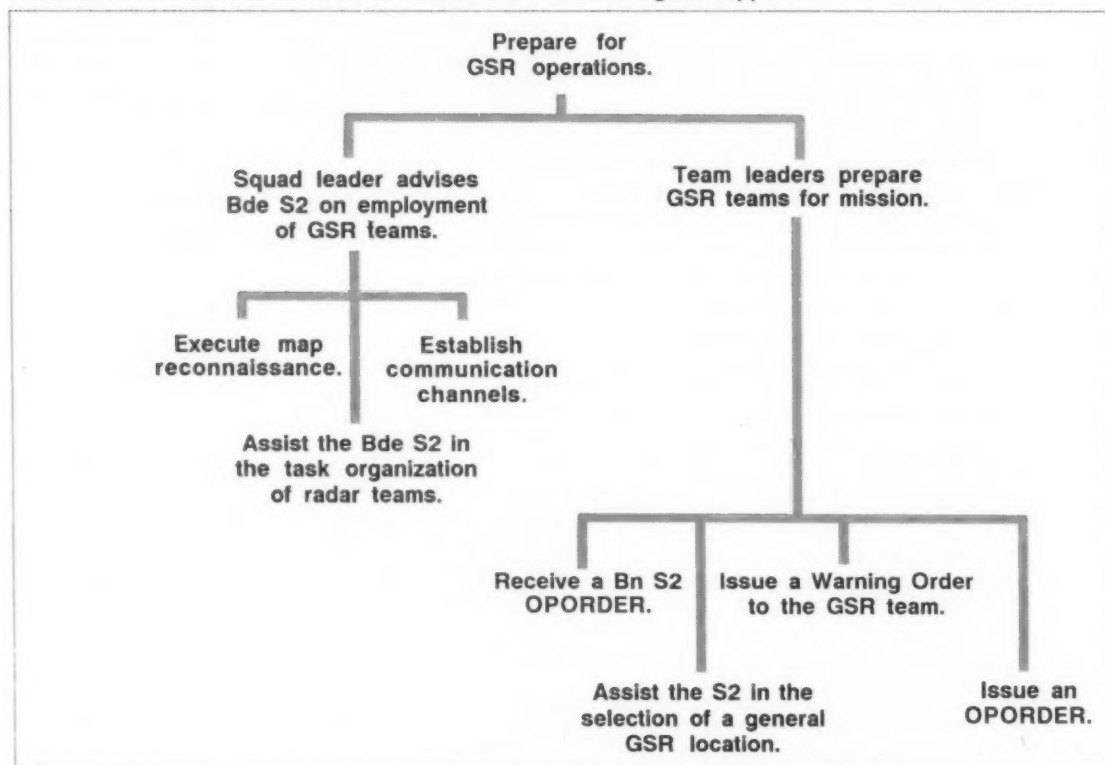 Prepare for
GSR operations.
Squad leader advises
Bde S2 on employment
of GSR teams.
Team leaders prepare
GSR teams for mission.
Execute map
reconnaissance.
Establish
communication
channels.
Assist the Bde S2 in
the task organization
of radar teams.
Receive a Bn S2
OPORDER.
Issue a Warning Order
to the GSR team.
Assist the S2 in the
selection of a general
GSR location.
Issue an
OPORDER.